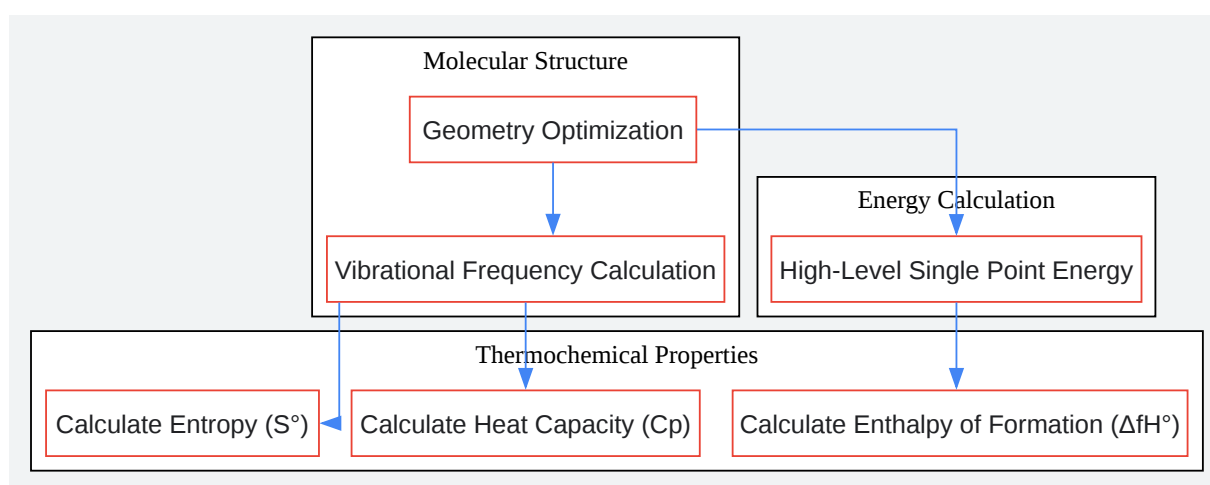 Molecular Structure
Geometry Optimization
Energy Calculation
Vibrational Frequency Calculation
High-Level Single Point Energy
Thermochemical Properties
Calculate Entropy (S°)
Calculate Heat Capacity (Cp)
Calculate Enthalpy of Formation (ΔfH°)